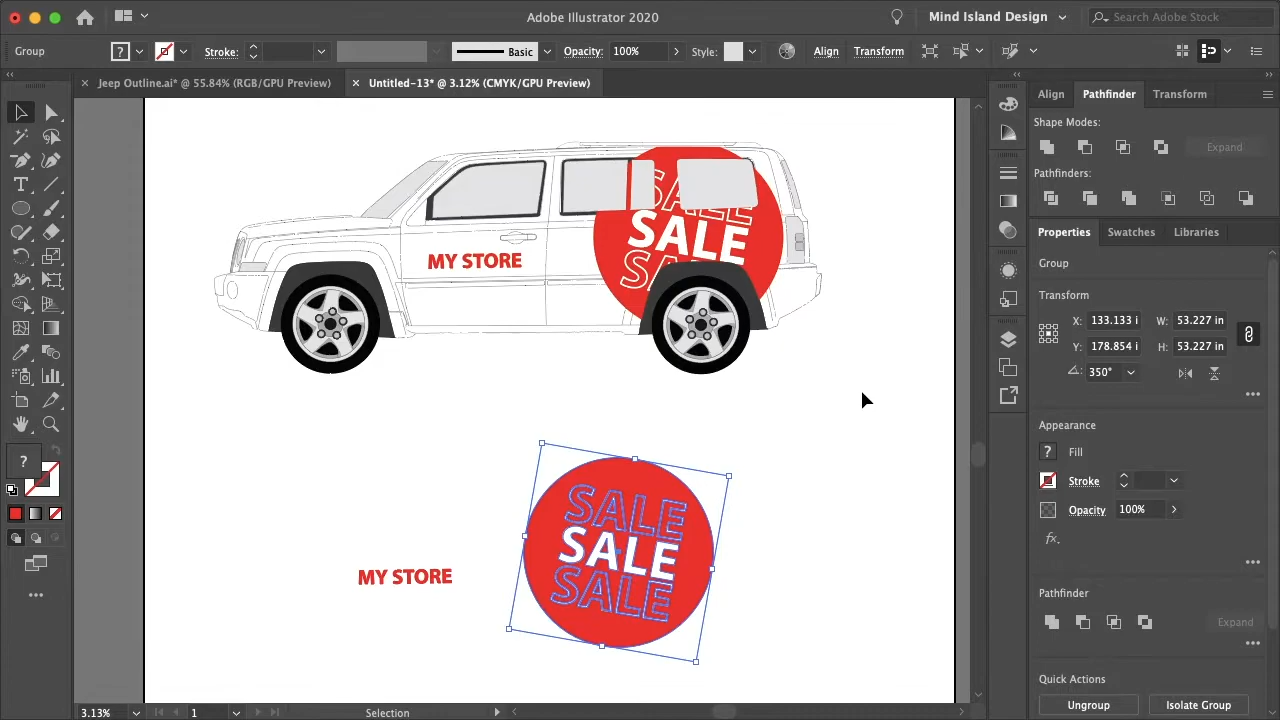 Adobe Illustrator 2020
Mind Island Design
Search Adobe Stock
Group
?
Stroke:
Basic
Opacity:
100%
Style:
Align
Transform
Jeep Outline.ai* @ 55.84% (RGB/GPU Preview)
Untitled-13* @ 3.12% (CMYK/GPU Preview)
Align
Pathfinder
Transform
Shape Modes:
Expand
Pathfinders:
Properties
Swatches
Libraries
Group
Transform
X:
133.133 i
W:
53.227 in
Y:
178.854 i
H:
53.227 in
350°
Appearance
?
Fill
Stroke
Opacity
100%
fx.
Pathfinder
Expand
Quick Actions
Ungroup
Isolate Group
SALE
SALE
SA
MY STORE
SALE
SALE
SALE
MY STORE
?
3.13%
1
Selection